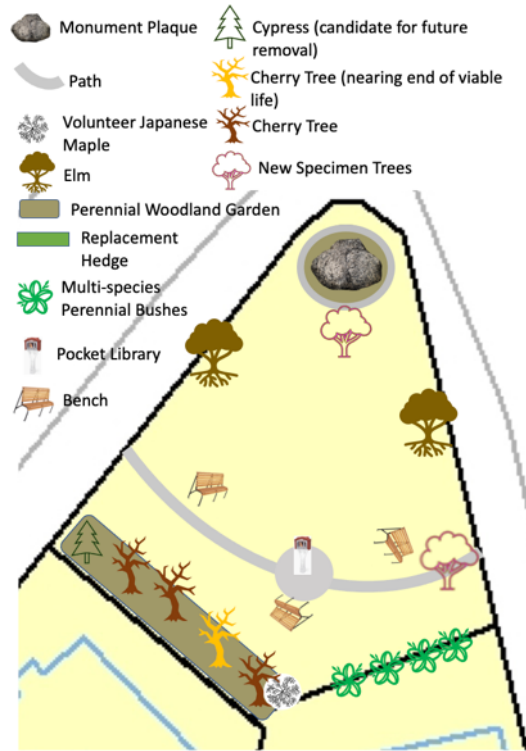 Monument Plaque
Cypress (candidate for future
removal)
Path
Cherry Tree (nearing end of viable
life)
Volunteer Japanese
Maple
Cherry Tree
Elm
New Specimen Trees
Perennial Woodland Garden
Replacement
Hedge
Multi-species
Perennial Bushes
Pocket Library
Bench